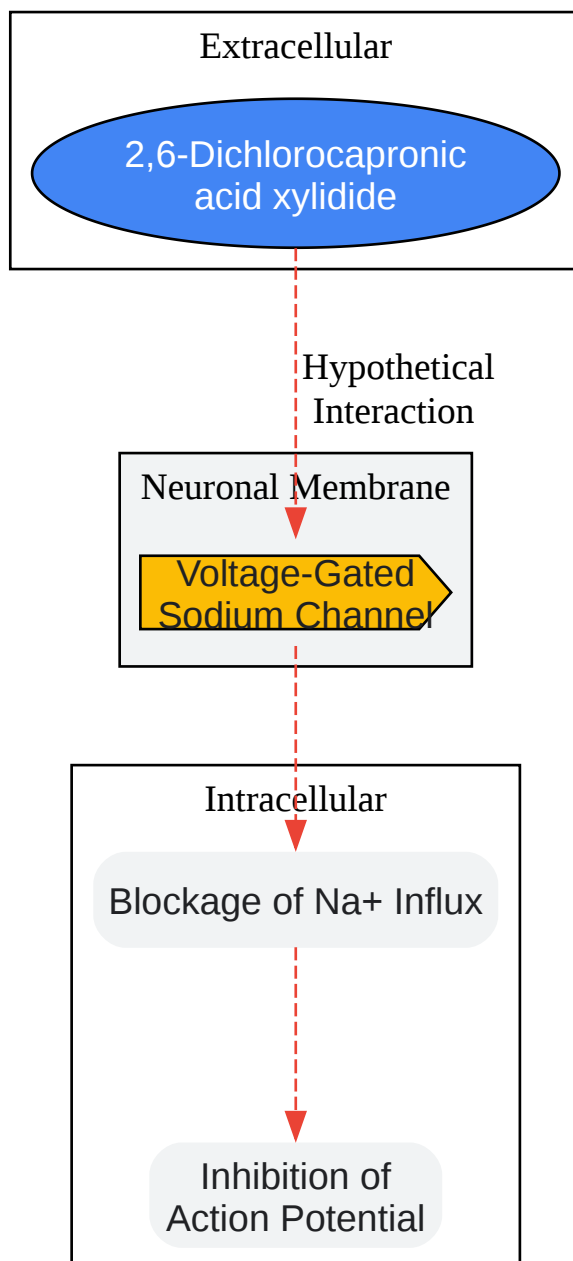 Extracellular
2,6-Dichlorocapronic
acid xylidide
Hypothetical
Interaction
Neuronal Membrane
Voltage-Gated
Sodium Channel
Intracellular
Blockage of Na+ Influx
Inhibition of
Action Potential